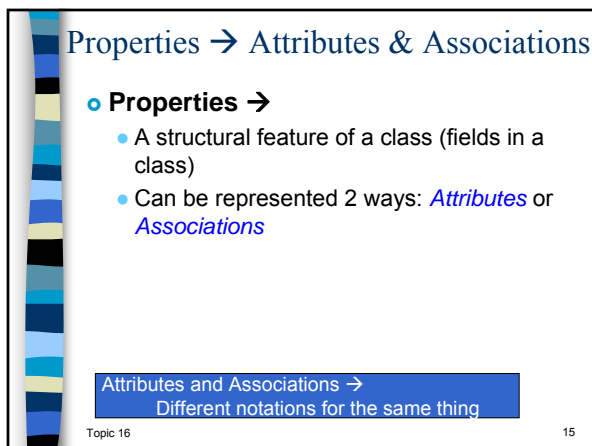 Properties → Attributes & Associations
Properties →
A structural feature of a class (fields in a
class)
Can be represented 2 ways: Attributes or
Associations
Attributes and Associations →
Different notations for the same thing
Topic 16
15